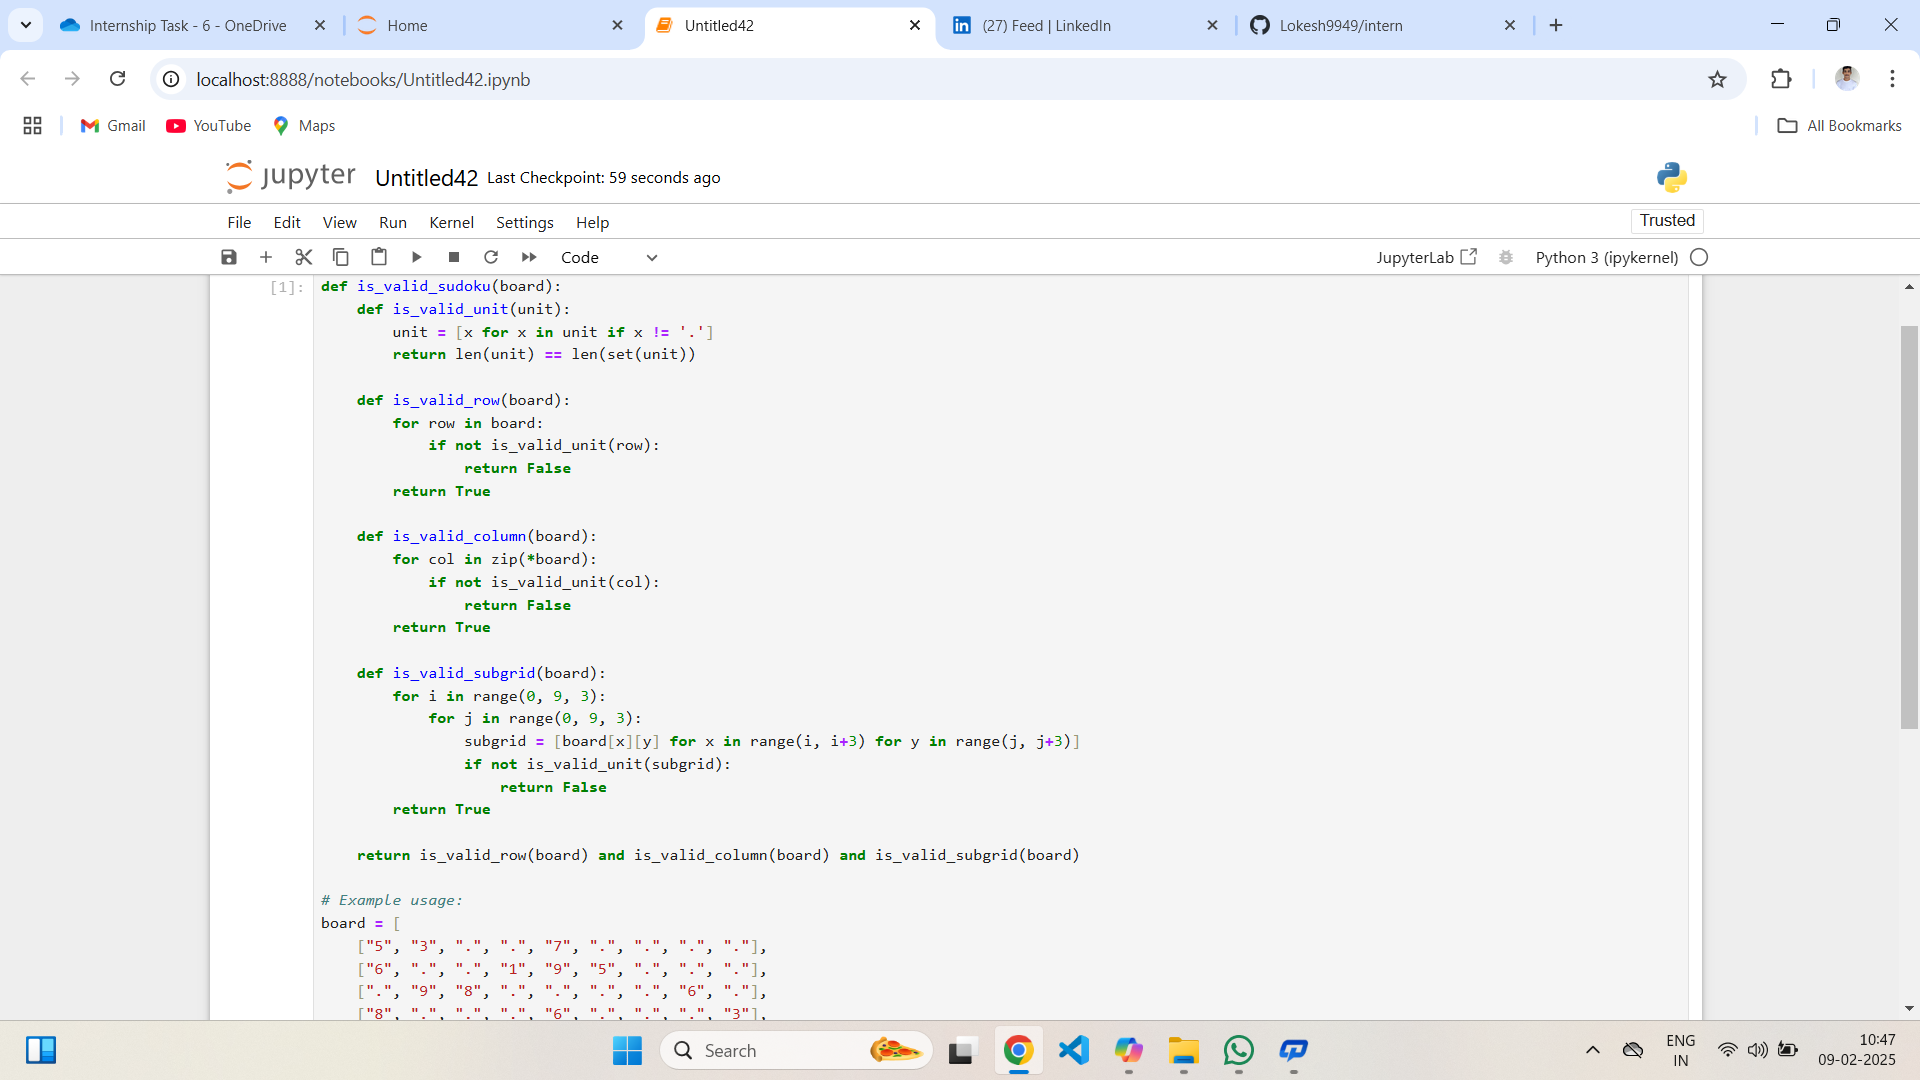 Internship Task - 6 - OneDrive
Home
Untitled42
(27) Feed | LinkedIn
Lokesh9949/intern
localhost:8888/notebooks/Untitled42.ipynb
Gmail
YouTube
Maps
All Bookmarks
jupyter Untitled42 Last Checkpoint: 59 seconds ago
File Edit View Run Kernel Settings Help
Trusted
Code
JupyterLab
Python 3 (ipykernel)
[1]:
def is_valid_sudoku(board):
    def is_valid_unit(unit):
        unit = [x for x in unit if x != '.']
        return len(unit) == len(set(unit))
    def is_valid_row(board):
        for row in board:
            if not is_valid_unit(row):
                return False
        return True
    def is_valid_column(board):
        for col in zip(*board):
            if not is_valid_unit(col):
                return False
        return True
    def is_valid_subgrid(board):
        for i in range(0, 9, 3):
            for j in range(0, 9, 3):
                subgrid = [board[x][y] for x in range(i, i+3) for y in range(j, j+3)]
                if not is_valid_unit(subgrid):
                    return False
        return True
    return is_valid_row(board) and is_valid_column(board) and is_valid_subgrid(board)
# Example usage:
board = [
    ["5", "3", ".", ".", "7", ".", ".", ".", "."],
    ["6", ".", ".", "1", "9", "5", ".", ".", "."],
    [".", "9", "8", ".", ".", ".", ".", "6", "."],
    ["8", ".", ".", ".", "6", ".", ".", ".", "3"],
Search
ENG
IN
10:47
09-02-2025